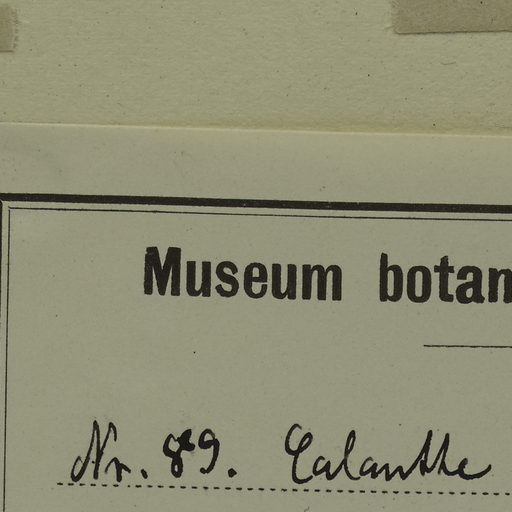 Museum botan
Nr. 89. Calanthe